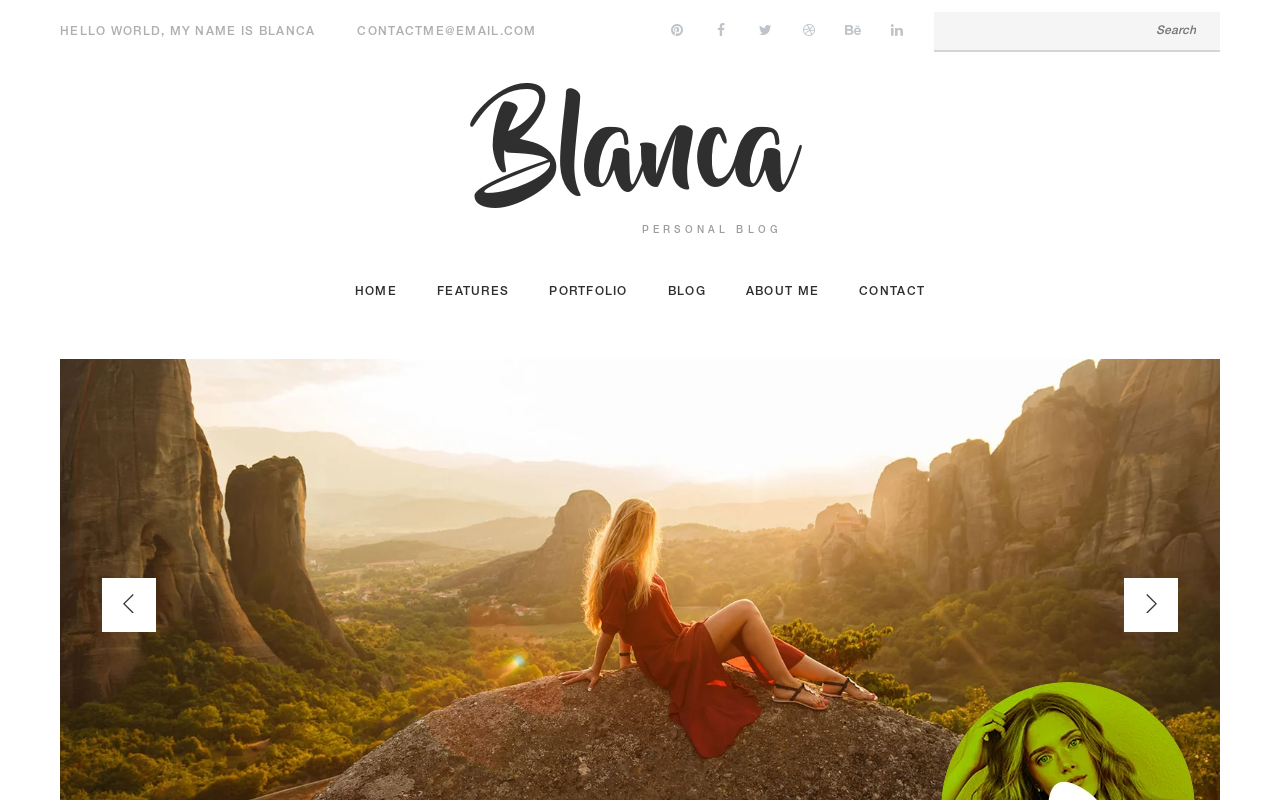 HELLO WORLD, MY NAME IS BLANCA
CONTACTME@EMAIL.COM
Search
Blanca
PERSONAL BLOG
HOME
FEATURES
PORTFOLIO
BLOG
ABOUT ME
CONTACT